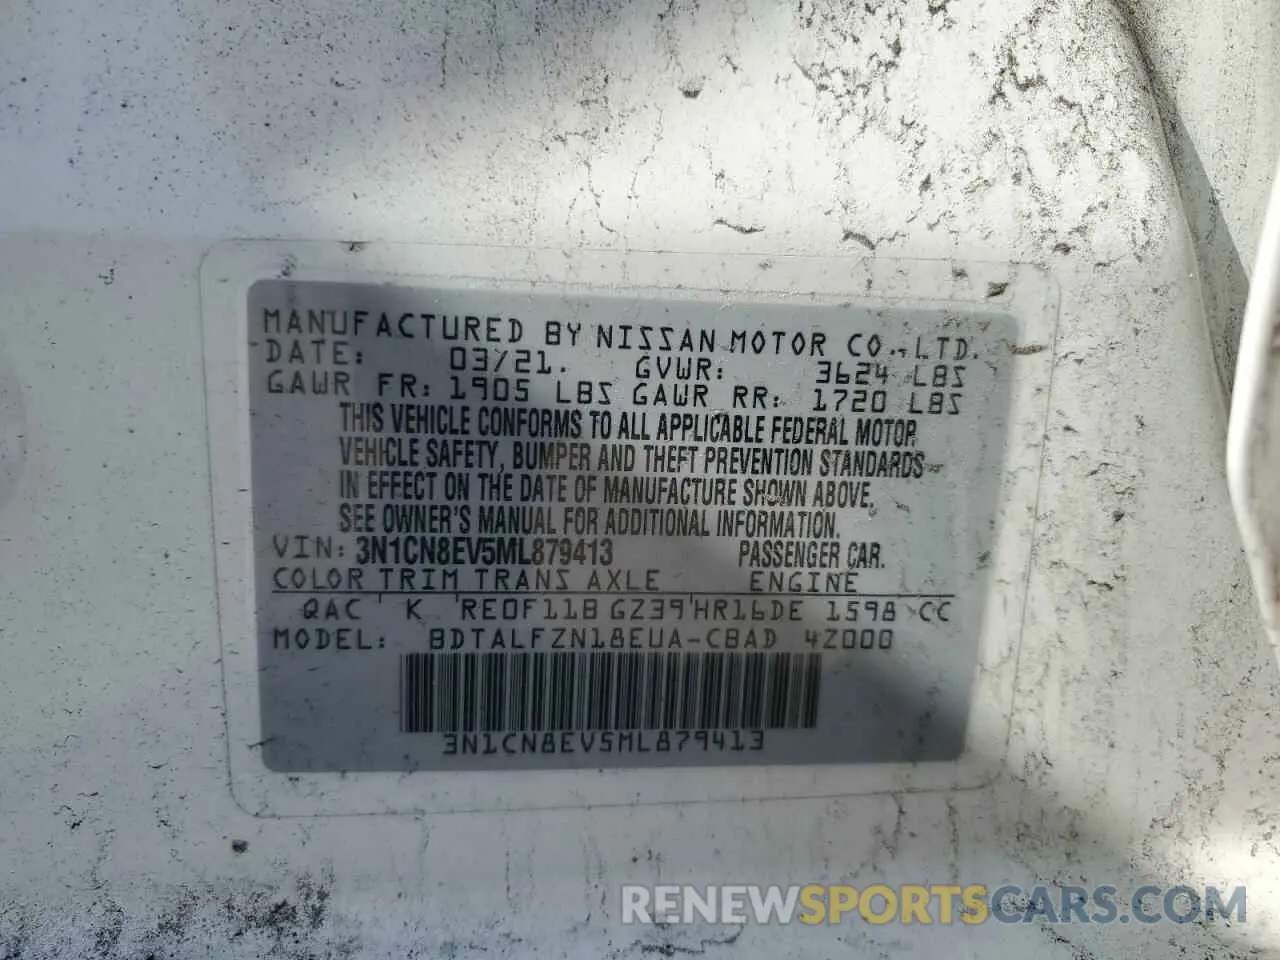 MANUFACTURED BY NISSAN MOTOR CO., LTD.
DATE: 03/21. GVWR: 3624 LBS
GAWR FR: 1905 LBS GAWR RR: 1720 LBS
THIS VEHICLE CONFORMS TO ALL APPLICABLE FEDERAL MOTOR
VEHICLE SAFETY, BUMPER AND THEFT PREVENTION STANDARDS
IN EFFECT ON THE DATE OF MANUFACTURE SHOWN ABOVE.
SEE OWNER'S MANUAL FOR ADDITIONAL INFORMATION.
VIN: 3N1CN8EV5ML879413 PASSENGER CAR.
COLOR TRIM TRANS AXLE ENGINE
QAC K RE0F11B GZ39 HR16DE 1598 CC
MODEL: BDTALFZN18EUA-CBAD 4Z000
3N1CN8EV5ML879413
RENEWSPORTSCARS.COM